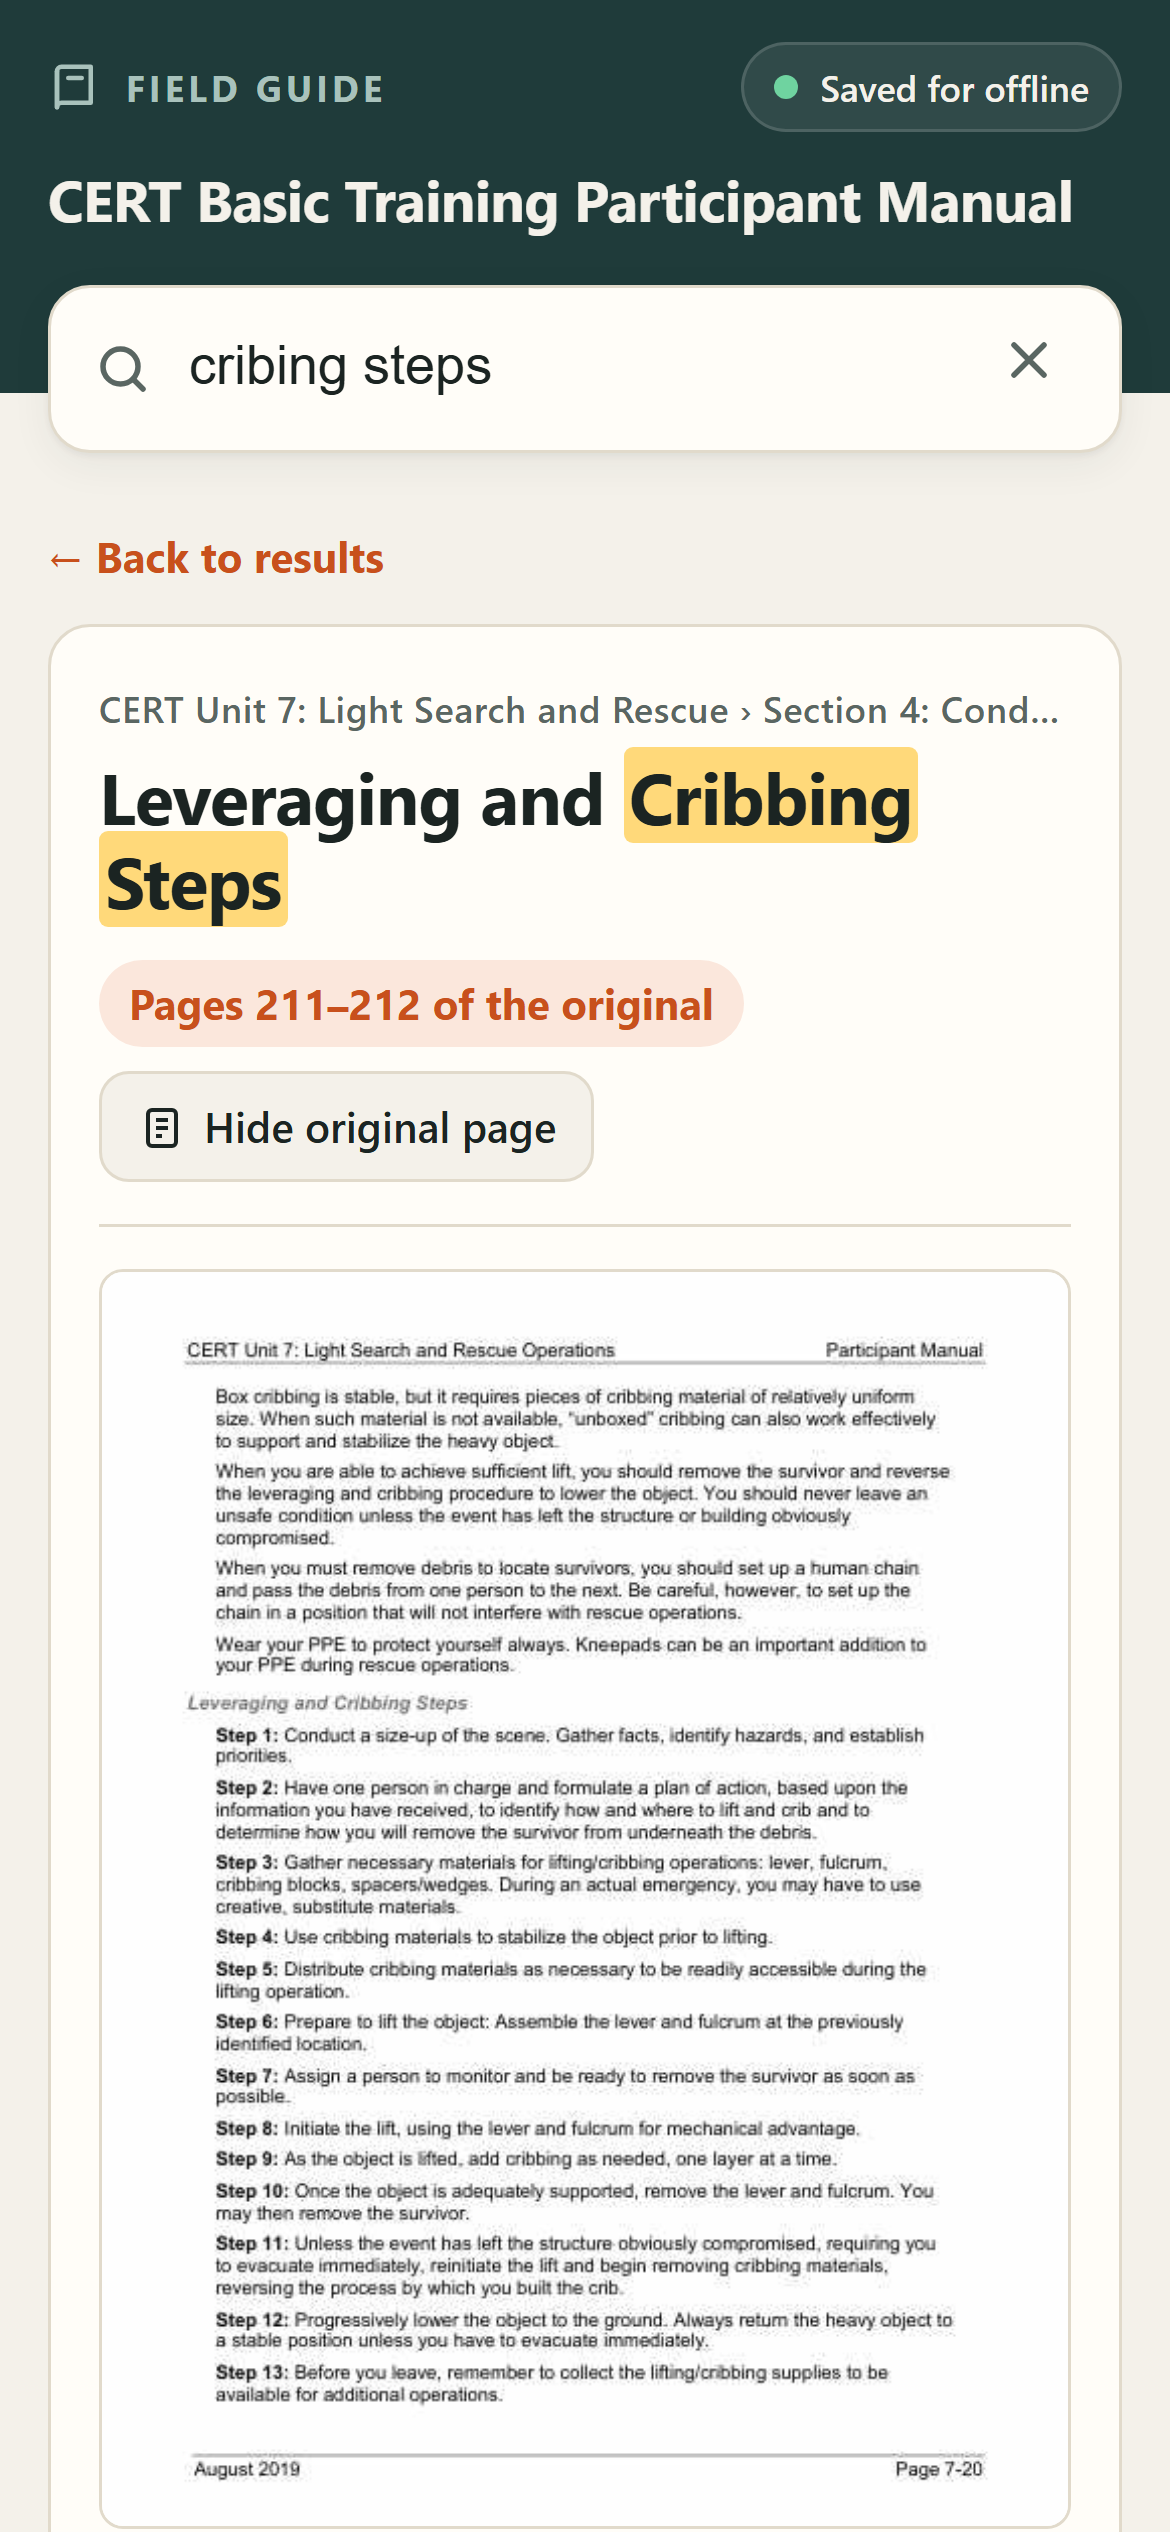 FIELD GUIDE
Saved for offline
CERT Basic Training Participant Manual
cribing steps
← Back to results
CERT Unit 7: Light Search and Rescue › Section 4: Cond...
Leveraging and Cribbing
Steps
Pages 211–212 of the original
Hide original page
CERT Unit 7: Light Search and Rescue Operations Participant Manual
Box cribbing is stable, but it requires pieces of cribbing material of relatively uniform
size. When such material is not available, "unboxed" cribbing can also work effectively
to support and stabilize the heavy object.
When you are able to achieve sufficient lift, you should remove the survivor and reverse
the leveraging and cribbing procedure to lower the object. You should never leave an
unsafe condition unless the event has left the structure or building obviously
compromised.
When you must remove debris to locate survivors, you should set up a human chain
and pass the debris from one person to the next. Be careful, however, to set up the
chain in a position that will not interfere with rescue operations.
Wear your PPE to protect yourself always. Kneepads can be an important addition to
your PPE during rescue operations.
Leveraging and Cribbing Steps
Step 1: Conduct a size-up of the scene. Gather facts, identify hazards, and establish
priorities.
Step 2: Have one person in charge and formulate a plan of action, based upon the
information you have received, to identify how and where to lift and crib and to
determine how you will remove the survivor from underneath the debris.
Step 3: Gather necessary materials for lifting/cribbing operations: lever, fulcrum,
cribbing blocks, spacers/wedges. During an actual emergency, you may have to use
creative, substitute materials.
Step 4: Use cribbing materials to stabilize the object prior to lifting.
Step 5: Distribute cribbing materials as necessary to be readily accessible during the
lifting operation.
Step 6: Prepare to lift the object: Assemble the lever and fulcrum at the previously
identified location.
Step 7: Assign a person to monitor and be ready to remove the survivor as soon as
possible.
Step 8: Initiate the lift, using the lever and fulcrum for mechanical advantage.
Step 9: As the object is lifted, add cribbing as needed, one layer at a time.
Step 10: Once the object is adequately supported, remove the lever and fulcrum. You
may then remove the survivor.
Step 11: Unless the event has left the structure obviously compromised, requiring you
to evacuate immediately, reinitiate the lift and begin removing cribbing materials,
reversing the process by which you built the crib.
Step 12: Progressively lower the object to the ground. Always return the heavy object to
a stable position unless you have to evacuate immediately.
Step 13: Before you leave, remember to collect the lifting/cribbing supplies to be
available for additional operations.
August 2019 Page 7-20